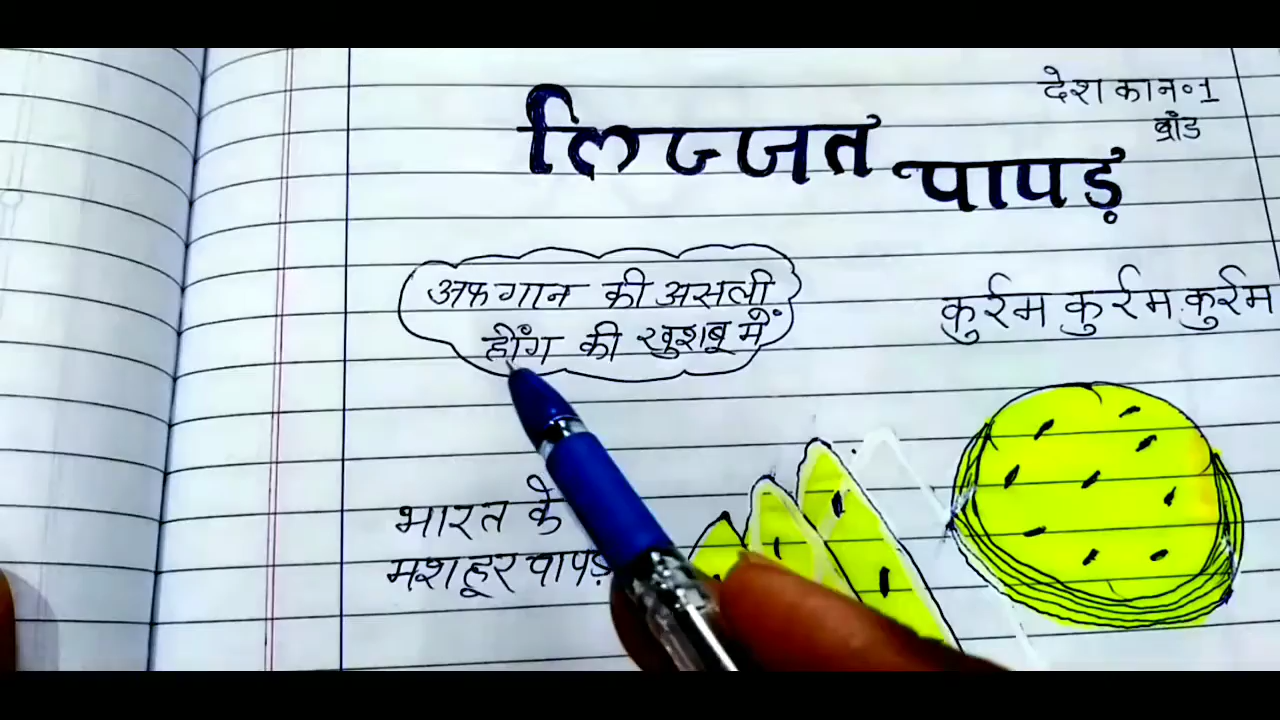 देश का न॰1
ब्रांड
लिज्जत पापड़
अफगान की असली
हींग की खुशबू में
कुर्रम कुर्रम कुर्रम
भारत के
मशहूर पापड़